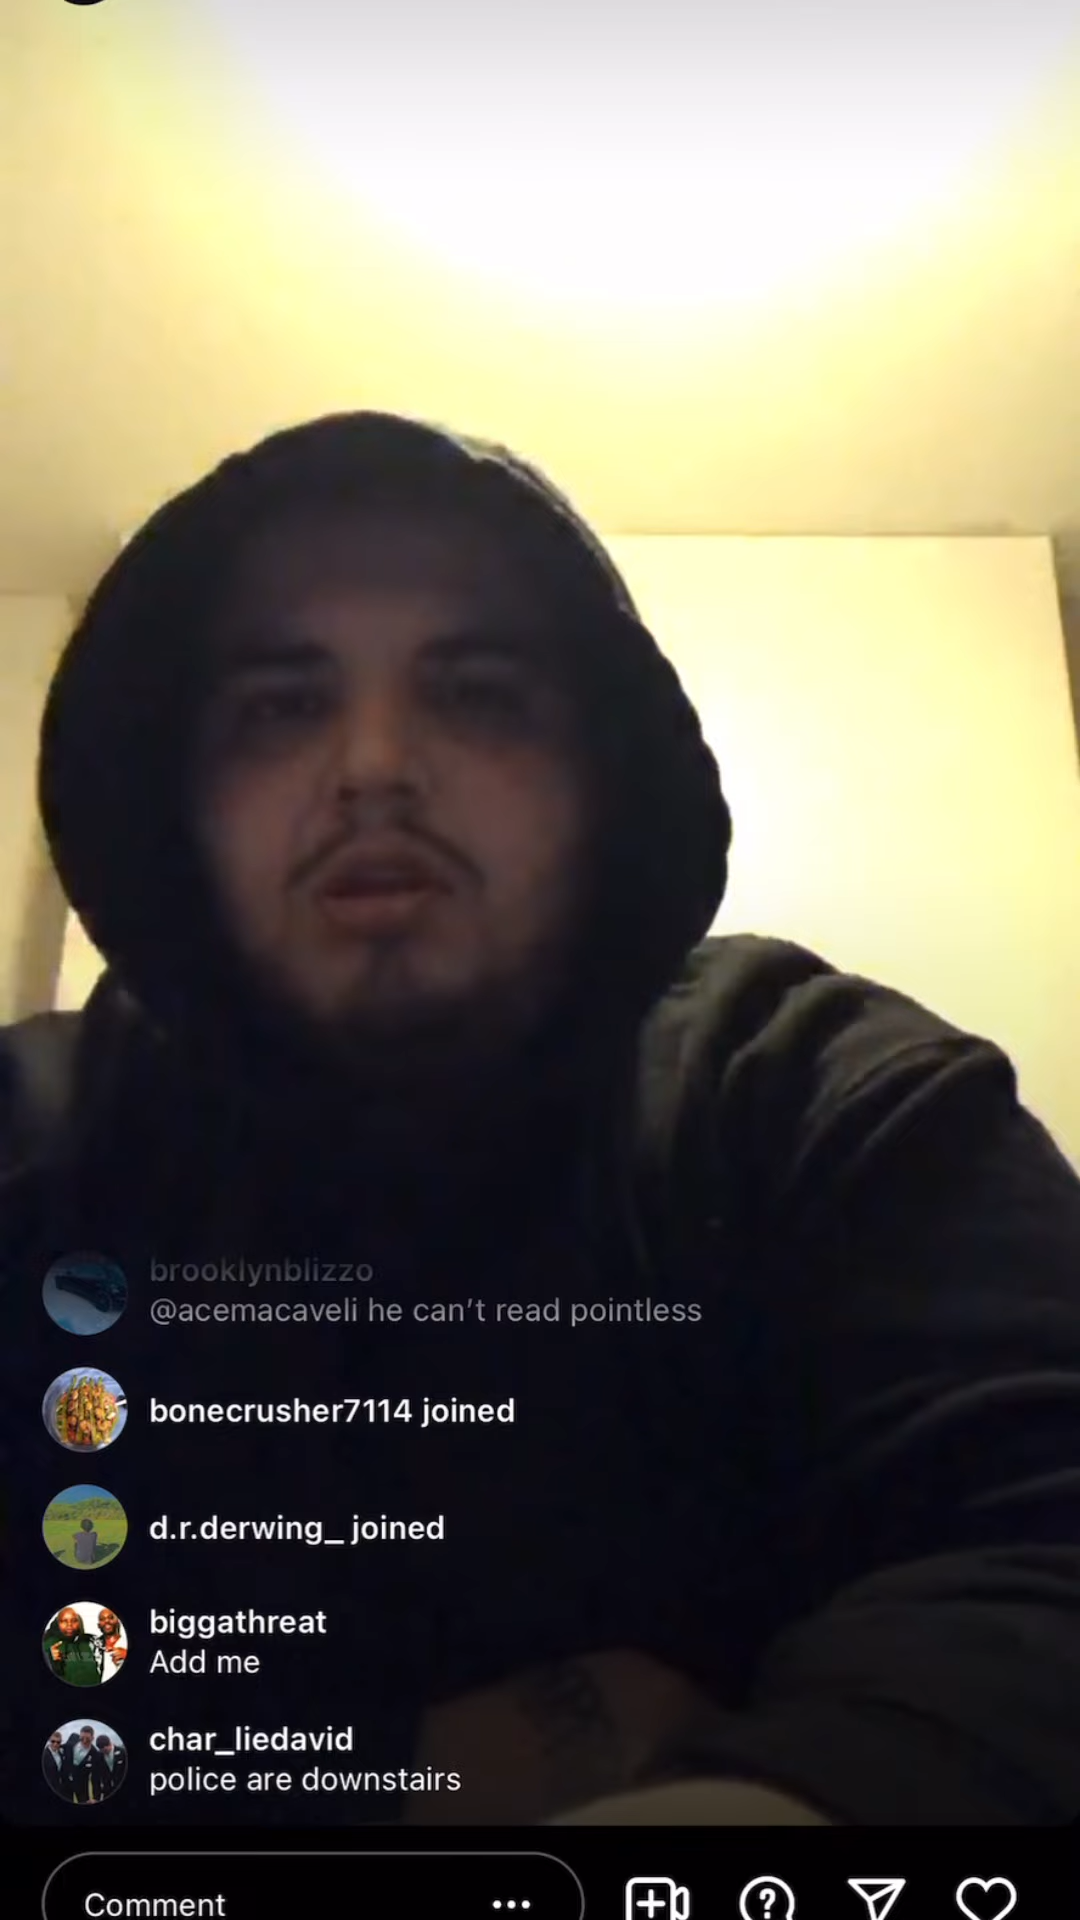 brooklynblizzo
@acemacaveli he can’t read pointless
bonecrusher7114 joined
d.r.derwing_ joined
biggathreat
Add me
char_liedavid
police are downstairs
Comment